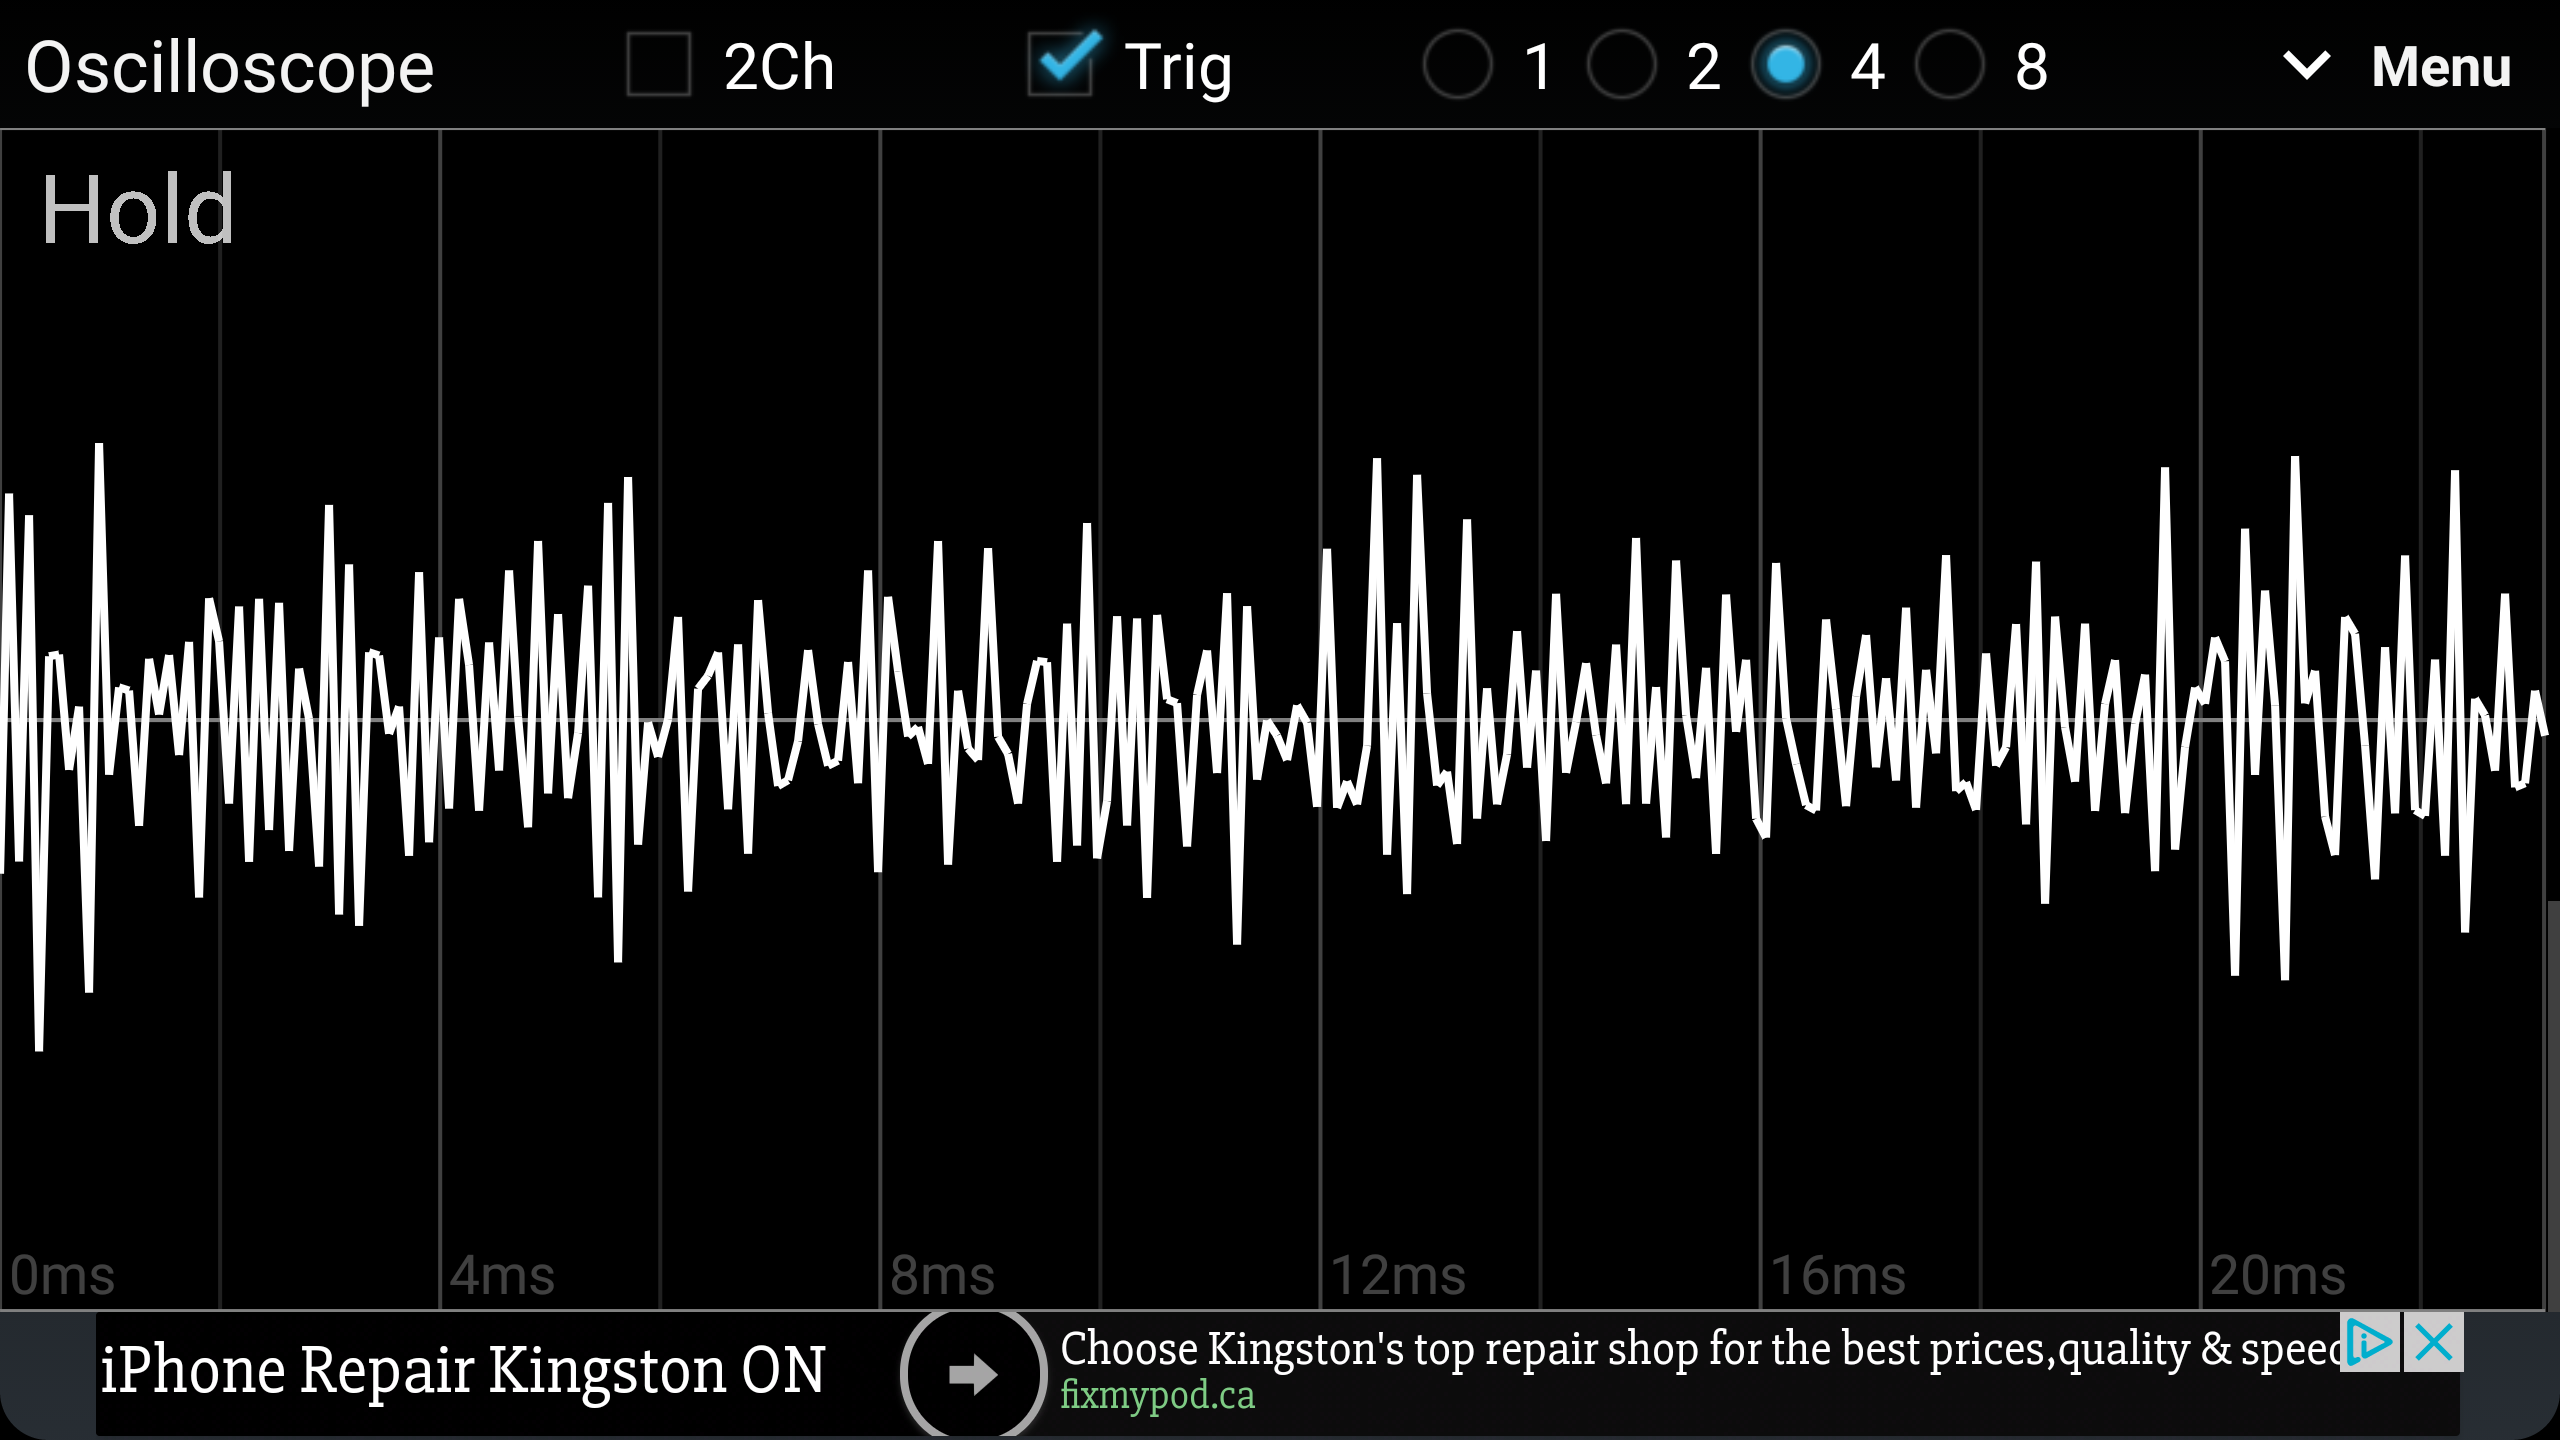 Oscilloscope 2Ch Trig 1 2 4 8 Menu
Hold
0ms 4ms 8ms 12ms 16ms 20ms
iPhone Repair Kingston ON
Choose Kingston's top repair shop for the best prices,quality & speed
fixmypod.ca